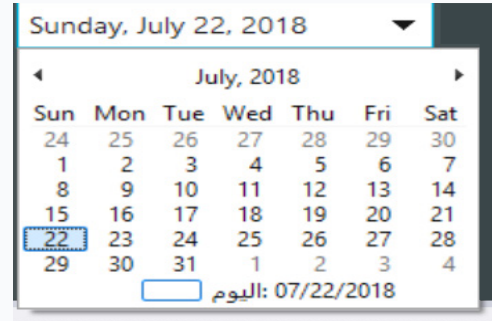 Sunday, July 22, 2018
July, 2018
Sun Mon Tue Wed Thu Fri Sat
24 25 26 27 28 29 30
1 2 3 4 5 6 7
8 9 10 11 12 13 14
15 16 17 18 19 20 21
22 23 24 25 26 27 28
29 30 31 1 2 3 4
اليوم: 07/22/2018